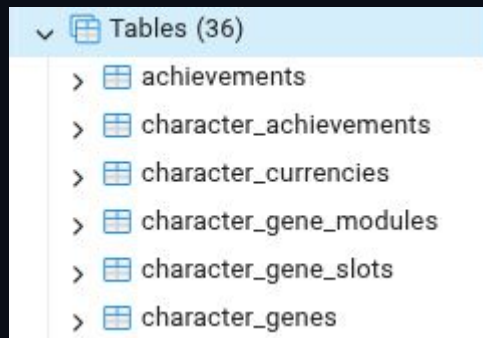 Tables (36)
achievements
character_achievements
character_currencies
character_gene_modules
character_gene_slots
character_genes